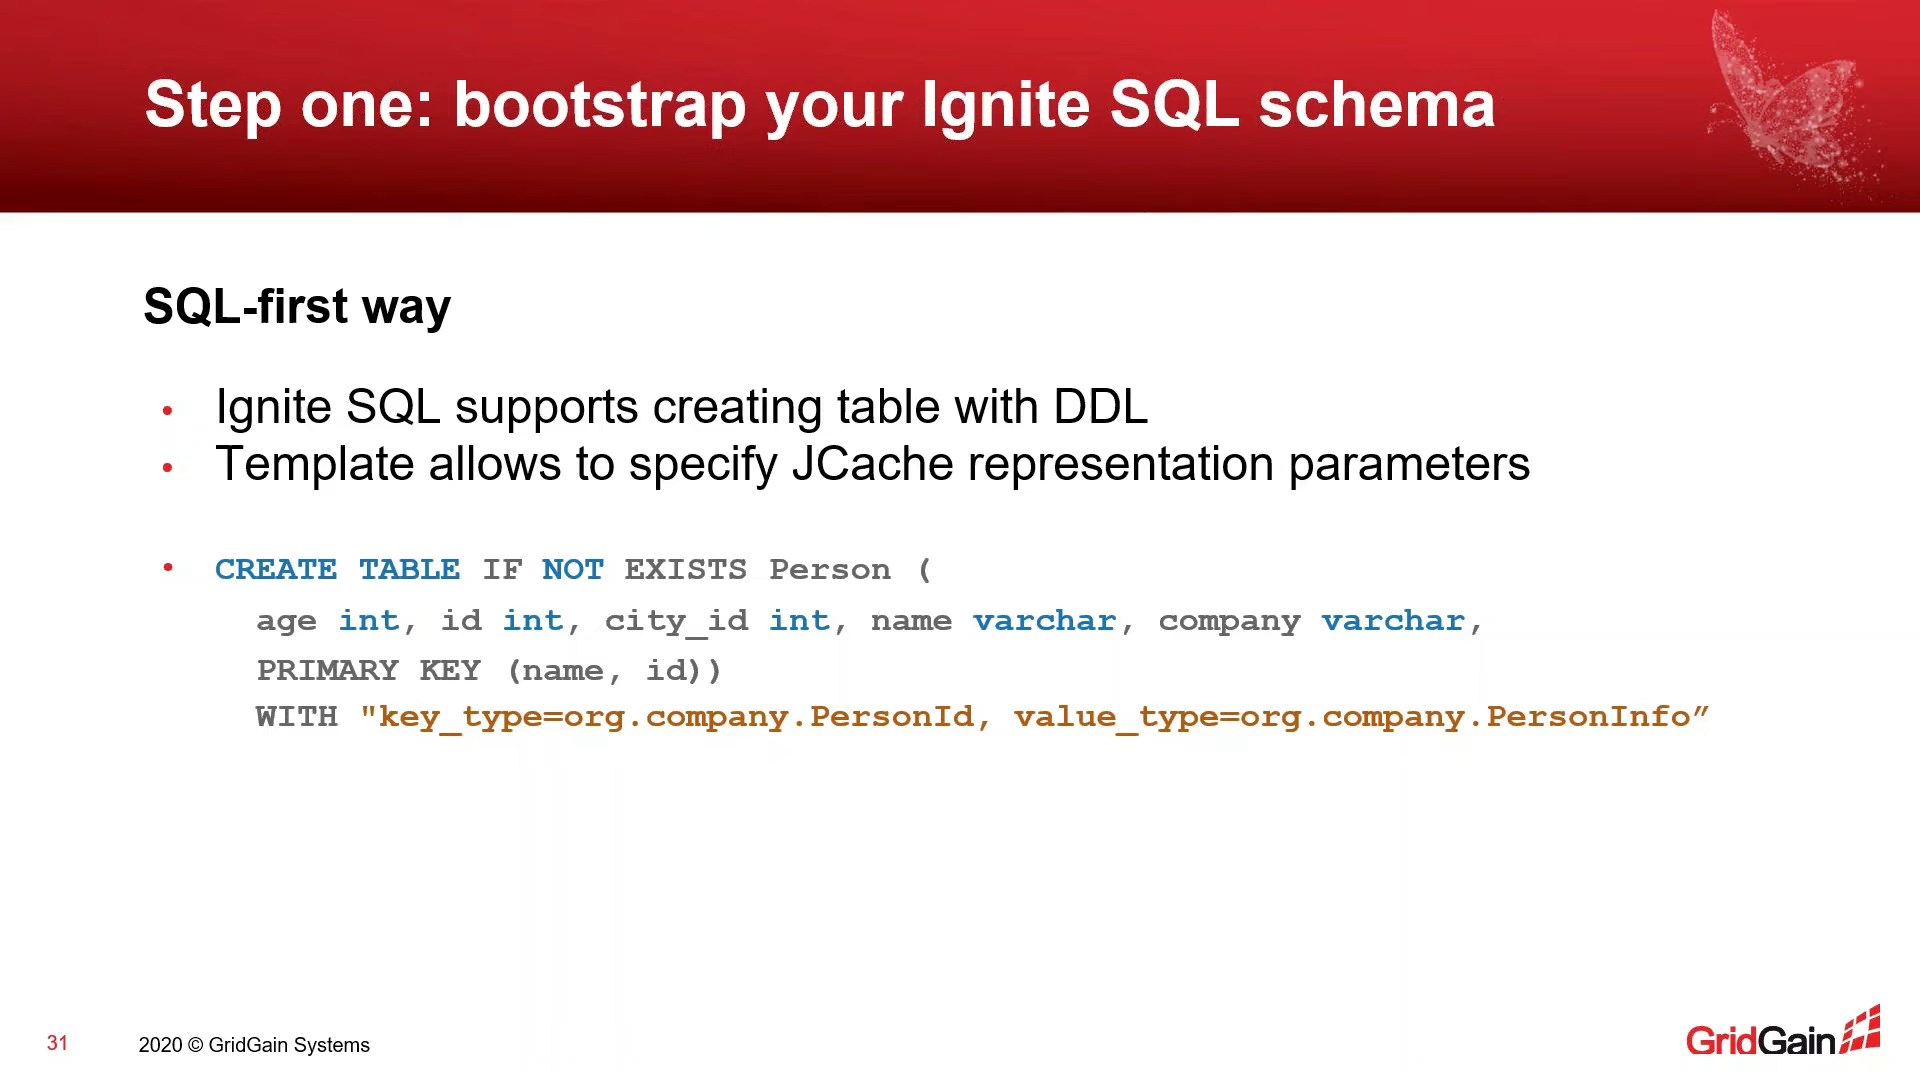 Step one: bootstrap your Ignite SQL schema
SQL-first way
• Ignite SQL supports creating table with DDL
• Template allows to specify JCache representation parameters
• CREATE TABLE IF NOT EXISTS Person (
age int, id int, city_id int, name varchar, company varchar,
PRIMARY KEY (name, id))
WITH "key_type=org.company.PersonId, value_type=org.company.PersonInfo”
31
2020 © GridGain Systems
GridGain